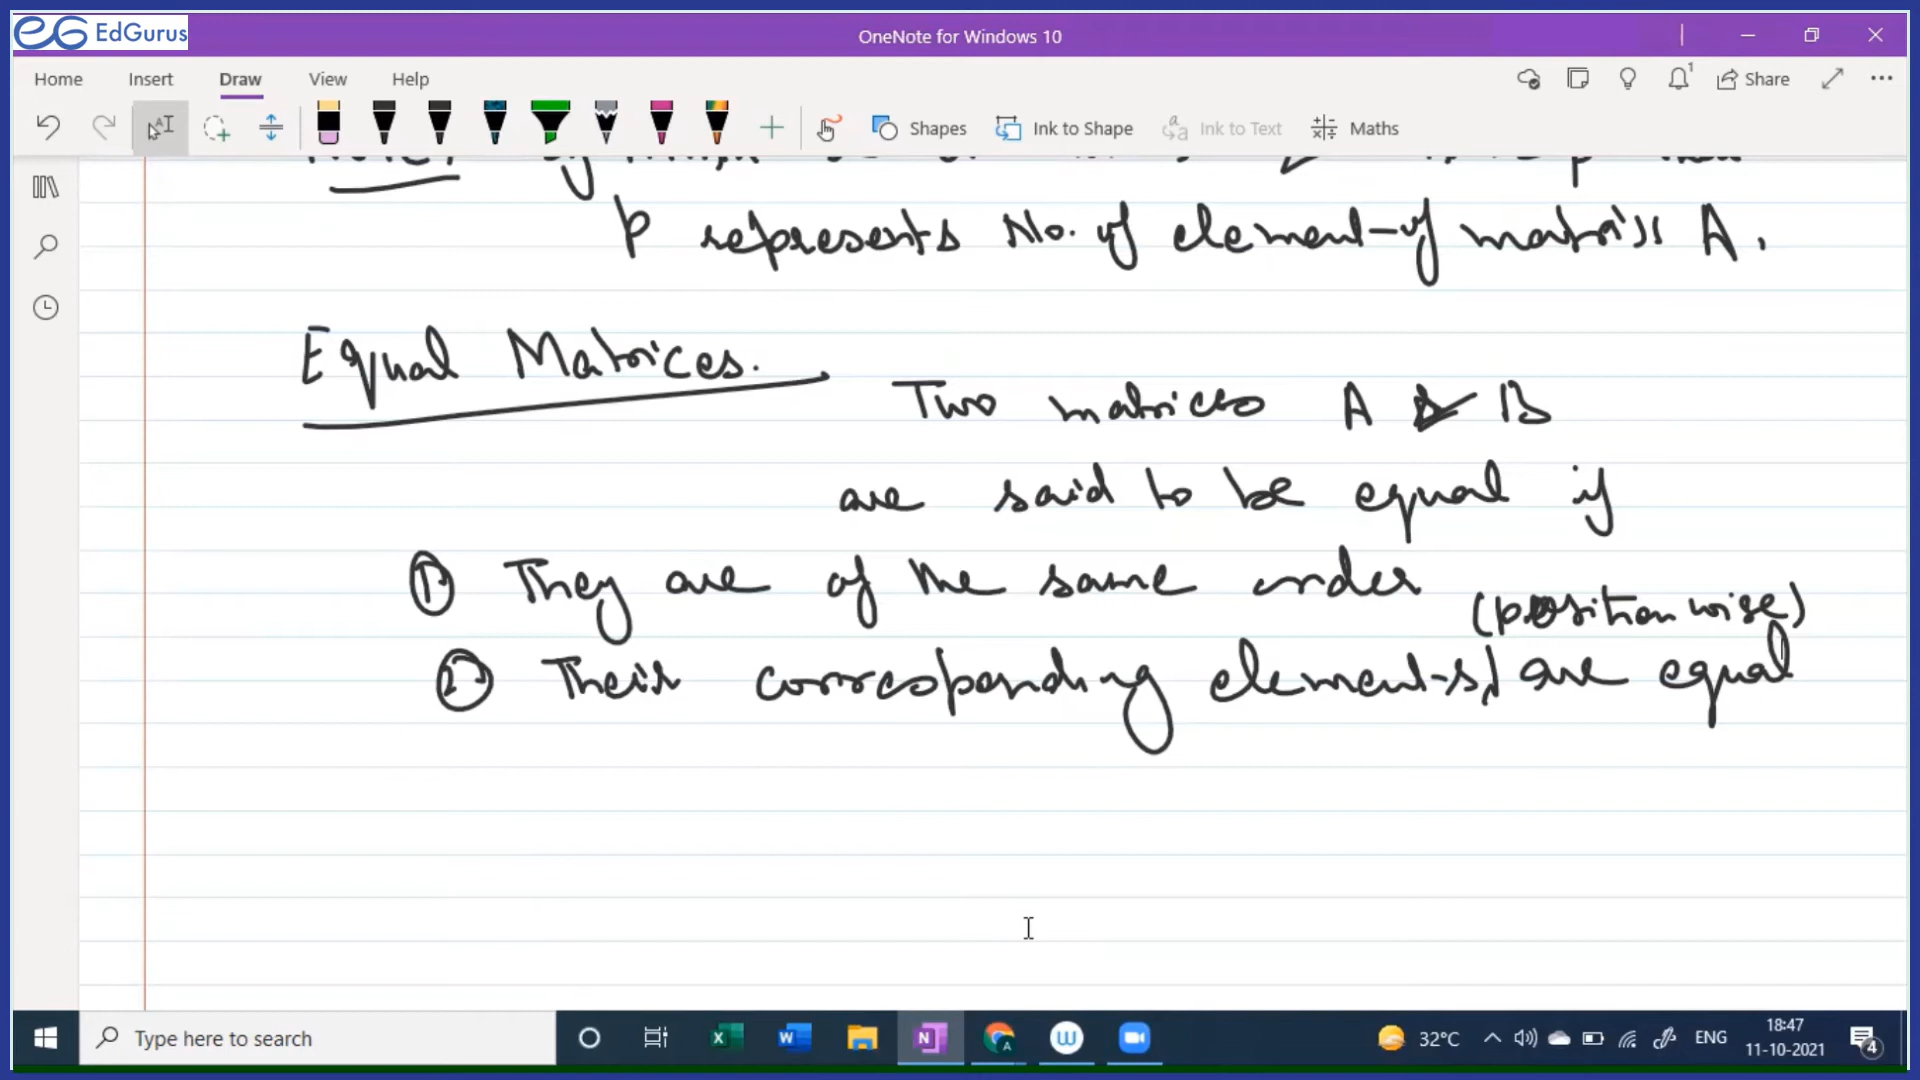 EdGurus
OneNote for Windows 10
Home Insert Draw View Help
Share
Shapes Ink to Shape Ink to Text Maths
p represents No. of element of matrix A.
Equal Matrices.
Two matrices A & B
are said to be equal if
① They are of the same order
(position wise)
② Their corresponding elements, are equal
Type here to search
32°C ENG
18:47
11-10-2021
4